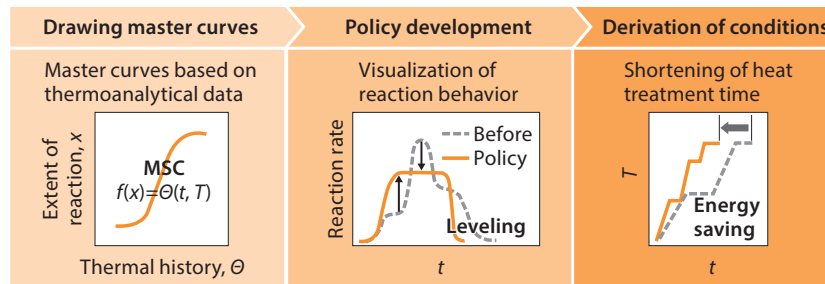 Drawing master curves
Policy development
Derivation of conditions
Master curves based on
thermoanalytical data
Extent of
reaction, x
MSC
f(x)=Θ(t, T)
Thermal history, Θ
Visualization of
reaction behavior
Reaction rate
Before
Policy
Leveling
t
Shortening of heat
treatment time
T
Energy
saving
t